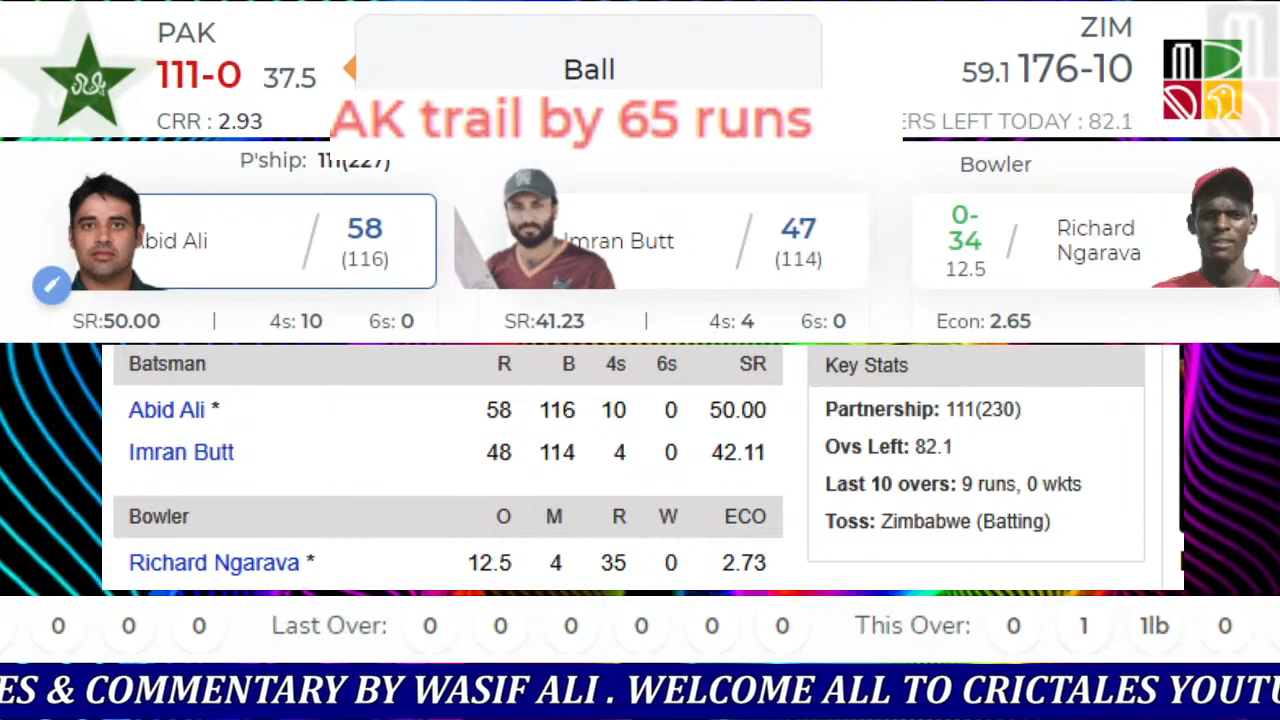 PAK
111-0 37.5
CRR : 2.93
Ball
AK trail by 65 runs
ZIM
59.1 176-10
ERS LEFT TODAY : 82.1
P'ship: 111(227)
Abid Ali
58
(116)
SR:50.00 | 4s: 10 6s: 0
Imran Butt
47
(114)
SR:41.23 | 4s: 4 6s: 0
Bowler
0-
34
12.5
Richard
Ngarava
Econ: 2.65
Batsman R B 4s 6s SR
Abid Ali * 58 116 10 0 50.00
Imran Butt 48 114 4 0 42.11
Bowler O M R W ECO
Richard Ngarava * 12.5 4 35 0 2.73
Key Stats
Partnership: 111(230)
Ovs Left: 82.1
Last 10 overs: 9 runs, 0 wkts
Toss: Zimbabwe (Batting)
0 0 0 Last Over: 0 0 0 0 0 0 This Over: 0 1 1lb 0
ES & COMMENTARY BY WASIF ALI . WELCOME ALL TO CRICTALES YOUTU